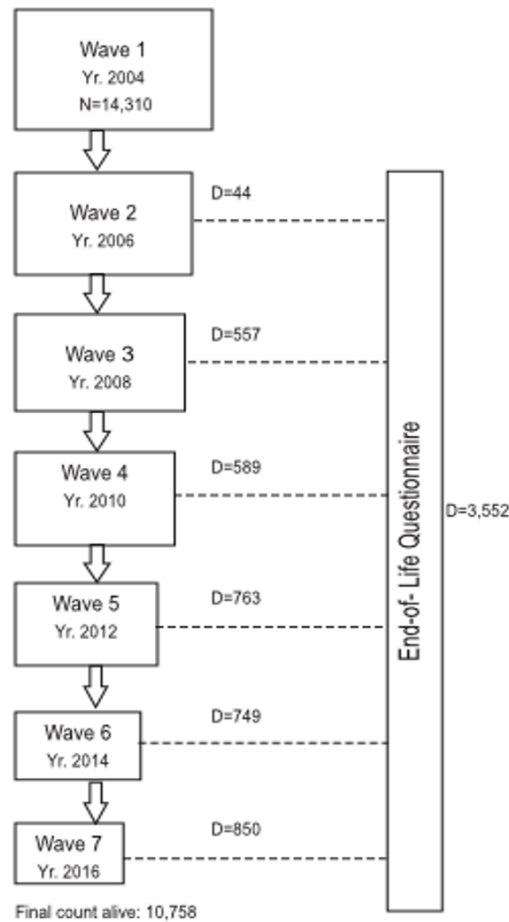 Wave 1
Yr. 2004
N=14,310
Wave 2
Yr. 2006
D=44
Wave 3
Yr. 2008
D=557
Wave 4
Yr. 2010
D=589
Wave 5
Yr. 2012
D=763
Wave 6
Yr. 2014
D=749
Wave 7
Yr. 2016
D=850
End-of- Life Questionnaire
D=3,552
Final count alive: 10,758